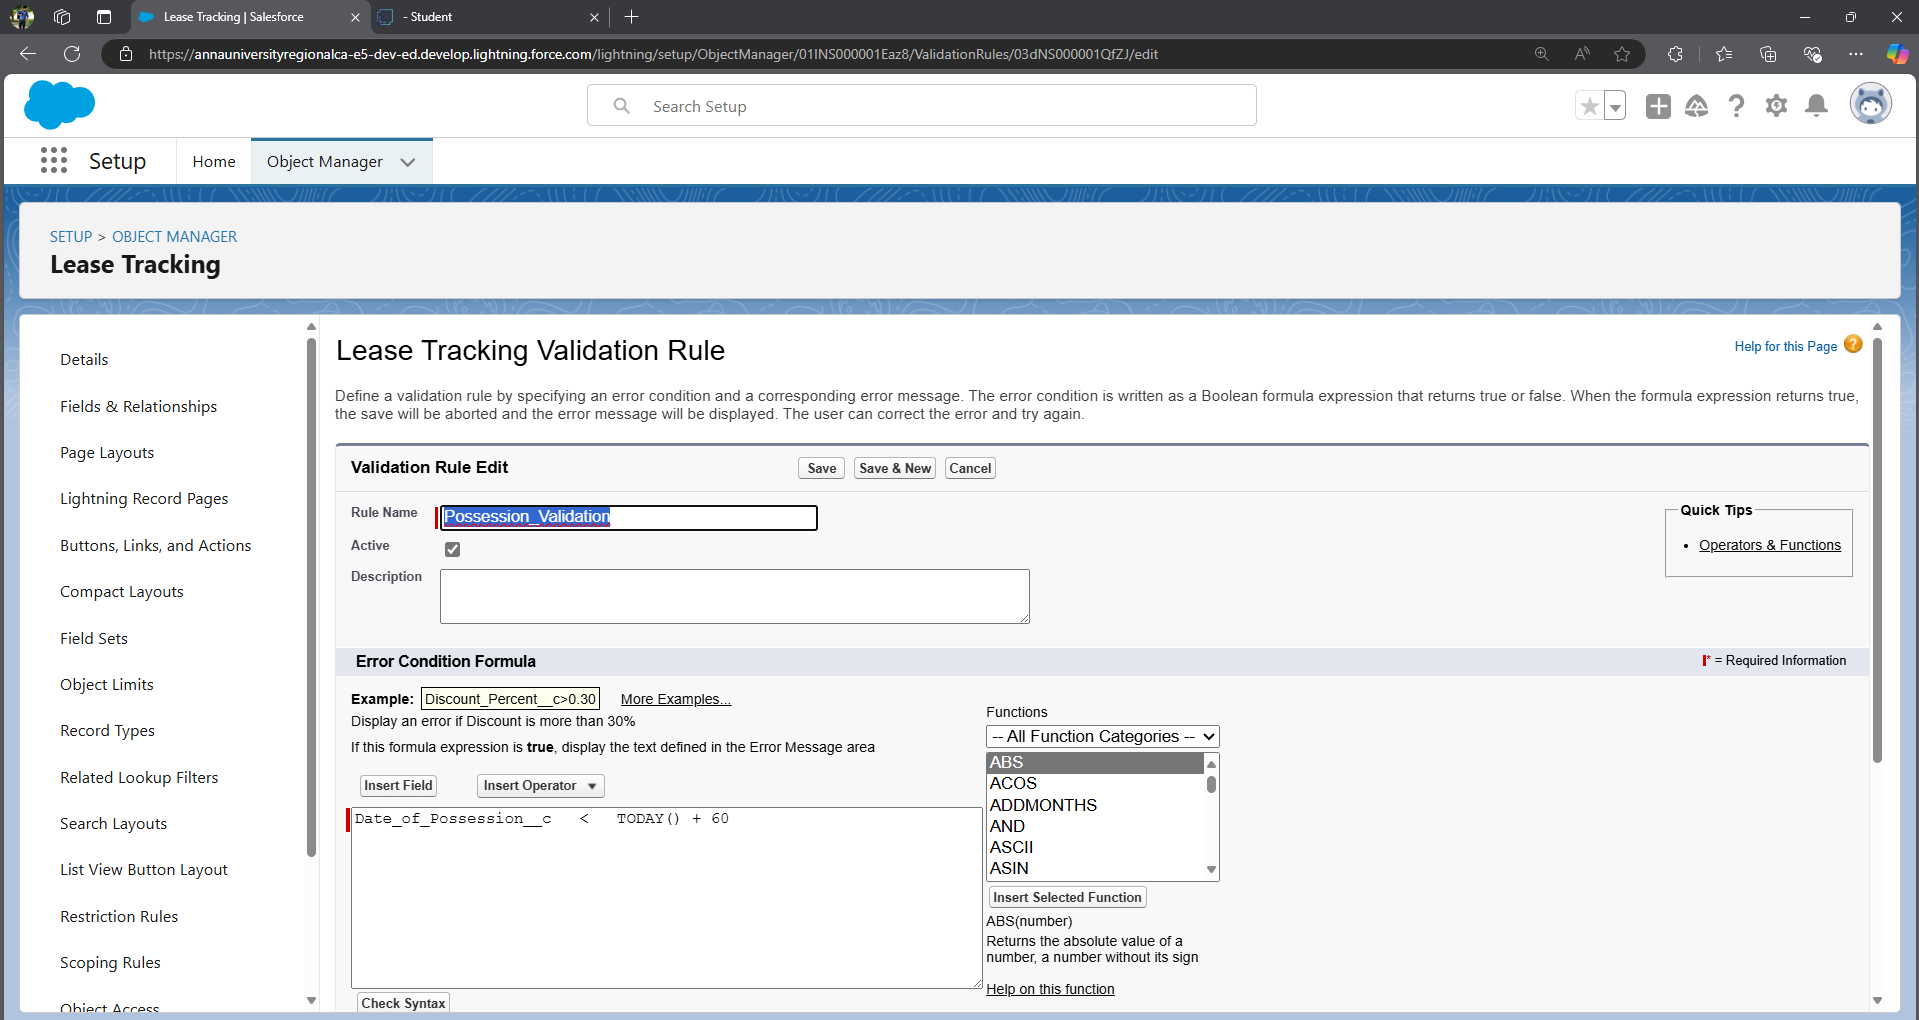 Lease Tracking | Salesforce
- Student
https://annauniversityregionalca-e5-dev-ed.develop.lightning.force.com/lightning/setup/ObjectManager/01INS000001Eaz8/ValidationRules/03dNS000001QfZJ/edit
Search Setup
Setup
Home
Object Manager
SETUP > OBJECT MANAGER
Lease Tracking
Details
Fields & Relationships
Page Layouts
Lightning Record Pages
Buttons, Links, and Actions
Compact Layouts
Field Sets
Object Limits
Record Types
Related Lookup Filters
Search Layouts
List View Button Layout
Restriction Rules
Scoping Rules
Object Access
Lease Tracking Validation Rule
Help for this Page
Define a validation rule by specifying an error condition and a corresponding error message. The error condition is written as a Boolean formula expression that returns true or false. When the formula expression returns true,
the save will be aborted and the error message will be displayed. The user can correct the error and try again.
Validation Rule Edit
Save
Save & New
Cancel
Rule Name
Possession_Validation
Active
Description
Quick Tips
• Operators & Functions
Error Condition Formula
* = Required Information
Example: Discount_Percent__c>0.30 More Examples...
Display an error if Discount is more than 30%
If this formula expression is true, display the text defined in the Error Message area
Insert Field
Insert Operator
Date_of_Possession__c < TODAY() + 60
Check Syntax
Functions
-- All Function Categories --
ABS
ACOS
ADDMONTHS
AND
ASCII
ASIN
Insert Selected Function
ABS(number)
Returns the absolute value of a
number, a number without its sign
Help on this function